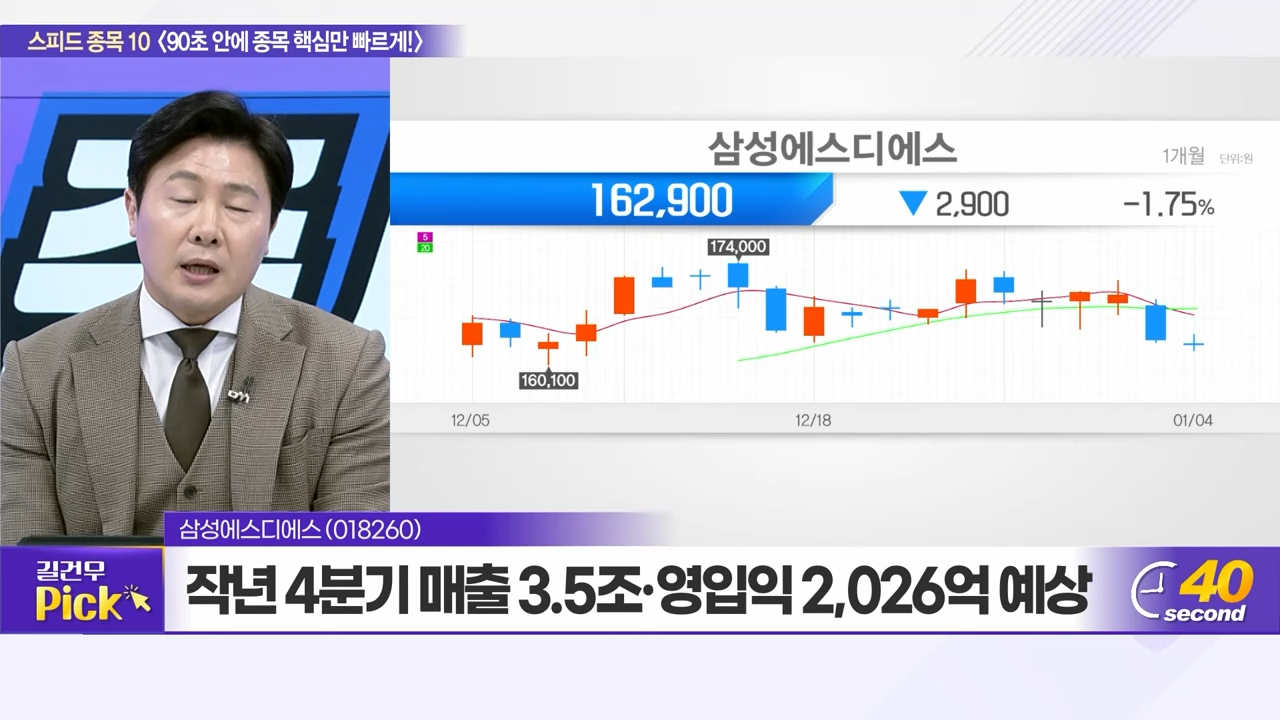 스피드 종목 10 〈90초 안에 종목 핵심만 빠르게!〉
삼성에스디에스
1개월 단위:원
162,900 ▼ 2,900 -1.75%
5
20
174,000
160,100
12/05 12/18 01/04
삼성에스디에스 (018260)
길건무
Pick
작년 4분기 매출 3.5조·영입익 2,026억 예상
40
second